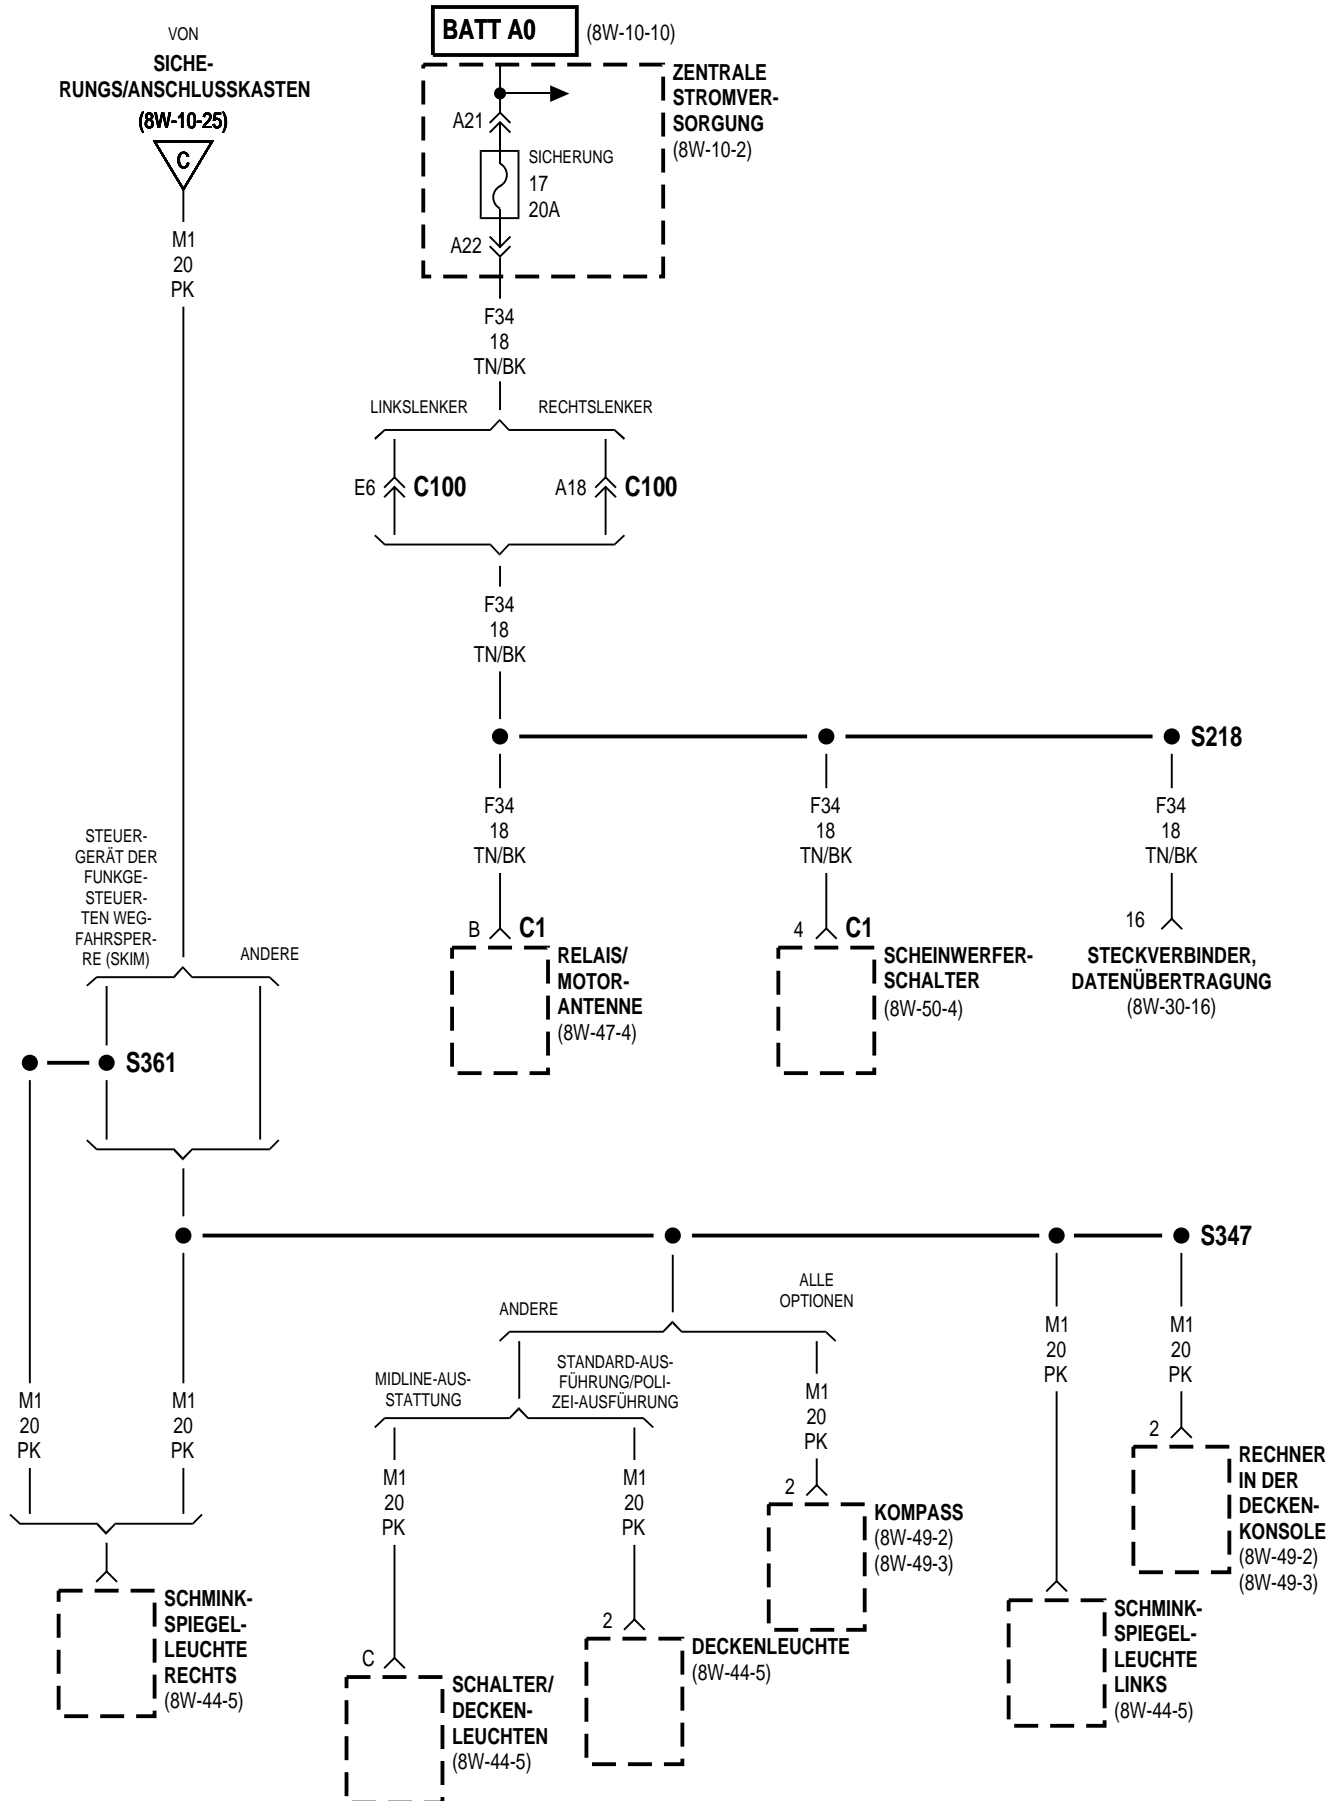 VON
SICHE-
RUNGS/ANSCHLUSSKASTEN
(8W-10-25)
C
M1
20
PK
BATT A0
(8W-10-10)
ZENTRALE
STROMVER-
SORGUNG
(8W-10-2)
A21
SICHERUNG
17
20A
A22
F34
18
TN/BK
LINKSLENKER
RECHTSLENKER
E6
C100
A18
C100
F34
18
TN/BK
S218
F34
18
TN/BK
F34
18
TN/BK
F34
18
TN/BK
B
C1
4
C1
16
RELAIS/
MOTOR-
ANTENNE
(8W-47-4)
SCHEINWERFER-
SCHALTER
(8W-50-4)
STECKVERBINDER,
DATENÜBERTRAGUNG
(8W-30-16)
STEUER-
GERÄT DER
FUNKGE-
STEUER-
TEN WEG-
FAHRSPER-
RE (SKIM)
ANDERE
S361
S347
ANDERE
ALLE
OPTIONEN
MIDLINE-AUS-
STATTUNG
STANDARD-AUS-
FÜHRUNG/POLI-
ZEI-AUSFÜHRUNG
M1
20
PK
M1
20
PK
M1
20
PK
M1
20
PK
M1
20
PK
M1
20
PK
M1
20
PK
2
RECHNER
IN DER
DECKEN-
KONSOLE
(8W-49-2)
(8W-49-3)
2
KOMPASS
(8W-49-2)
(8W-49-3)
SCHMINK-
SPIEGEL-
LEUCHTE
RECHTS
(8W-44-5)
C
SCHALTER/
DECKEN-
LEUCHTEN
(8W-44-5)
2
DECKENLEUCHTE
(8W-44-5)
SCHMINK-
SPIEGEL-
LEUCHTE
LINKS
(8W-44-5)